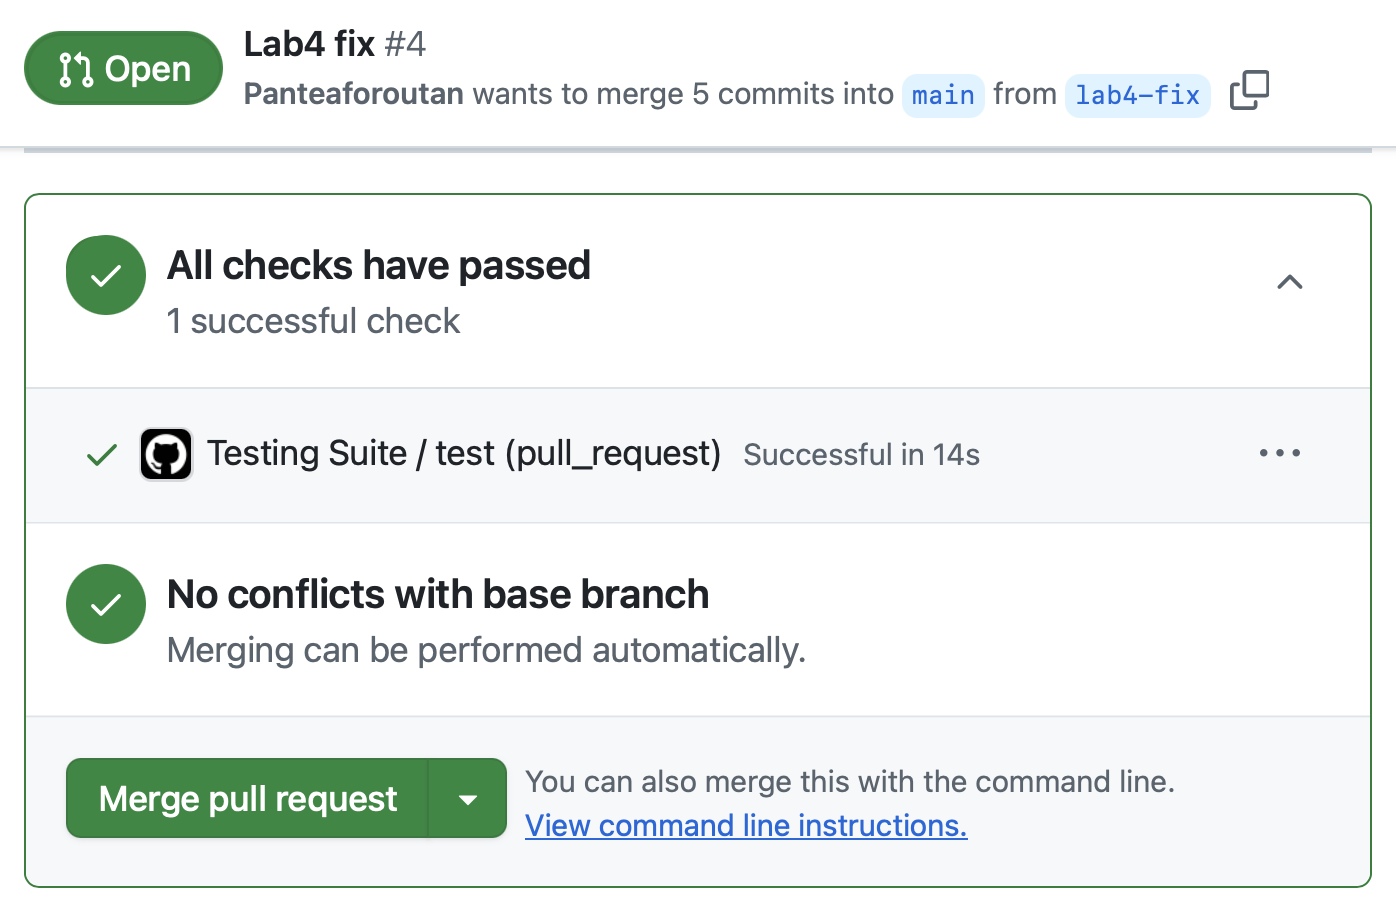 Open
Lab4 fix #4
Panteaforoutan wants to merge 5 commits into main from lab4-fix
All checks have passed
1 successful check
Testing Suite / test (pull_request) Successful in 14s
No conflicts with base branch
Merging can be performed automatically.
Merge pull request
You can also merge this with the command line.
View command line instructions.